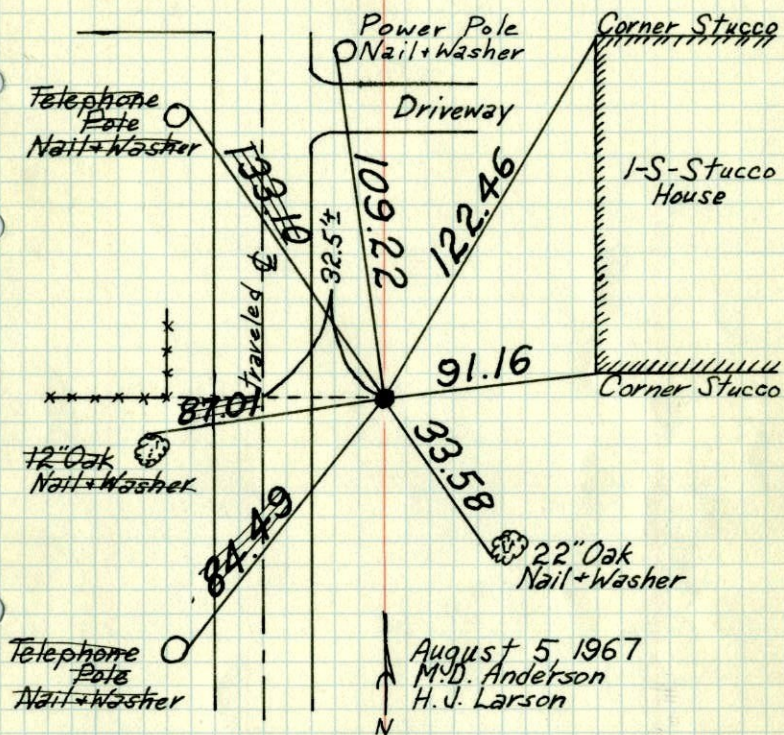 Power Pole
Nail + Washer
Corner Stucco
Telephone
Pole
Nail + Washer
Driveway
1-S-Stucco
House
133.10
109.22
122.46
32.5'±
traveled ℄
91.16
Corner Stucco
87.01
12" Oak
Nail + Washer
33.58
84.49
22" Oak
Nail + Washer
Telephone
Pole
Nail + Washer
August 5, 1967
M.D. Anderson
H.J. Larson
N